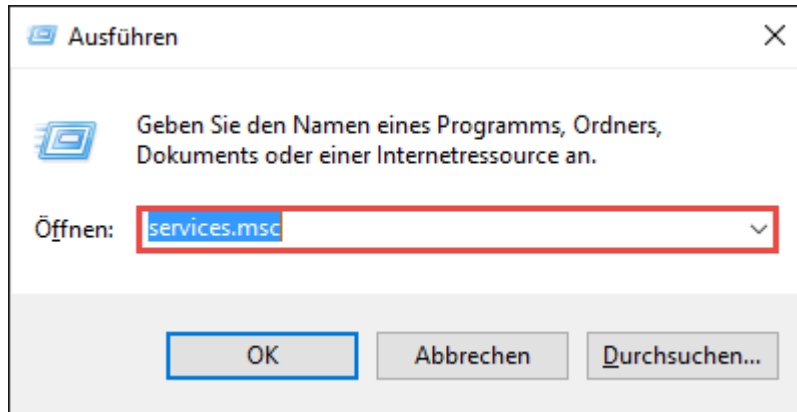 Ausführen
Geben Sie den Namen eines Programms, Ordners,
Dokuments oder einer Internetressource an.
Öffnen: services.msc
OK Abbrechen Durchsuchen...